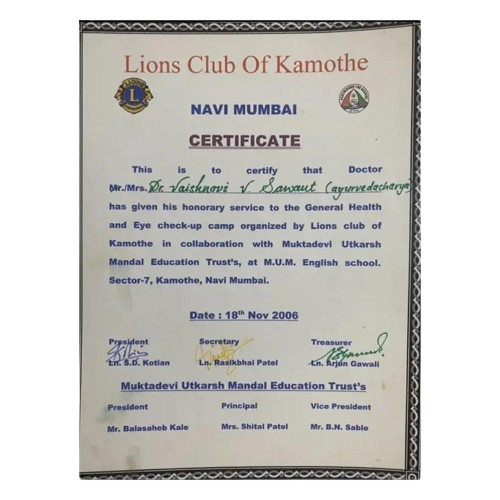 Lions Club Of Kamothe
L
NAVI MUMBAI
CERTIFICATE
This is to certify that Doctor
Mr./Mrs. Dr. Vaishnavi V Sawant (ayurvedacharya)
has given his honorary service to the General Health
and Eye check-up camp organized by Lions club of
Kamothe in collaboration with Muktadevi Utkarsh
Mandal Education Trust's, at M.U.M. English school.
Sector-7, Kamothe, Navi Mumbai.
Date : 18th Nov 2006
President Secretary Treasurer
Ln. S.D. Kotian Ln. Rasikbhai Patel Ln. Arjun Gawali
Muktadevi Utkarsh Mandal Education Trust's
President Principal Vice President
Mr. Balasaheb Kale Mrs. Shital Patel Mr. B.N. Sable